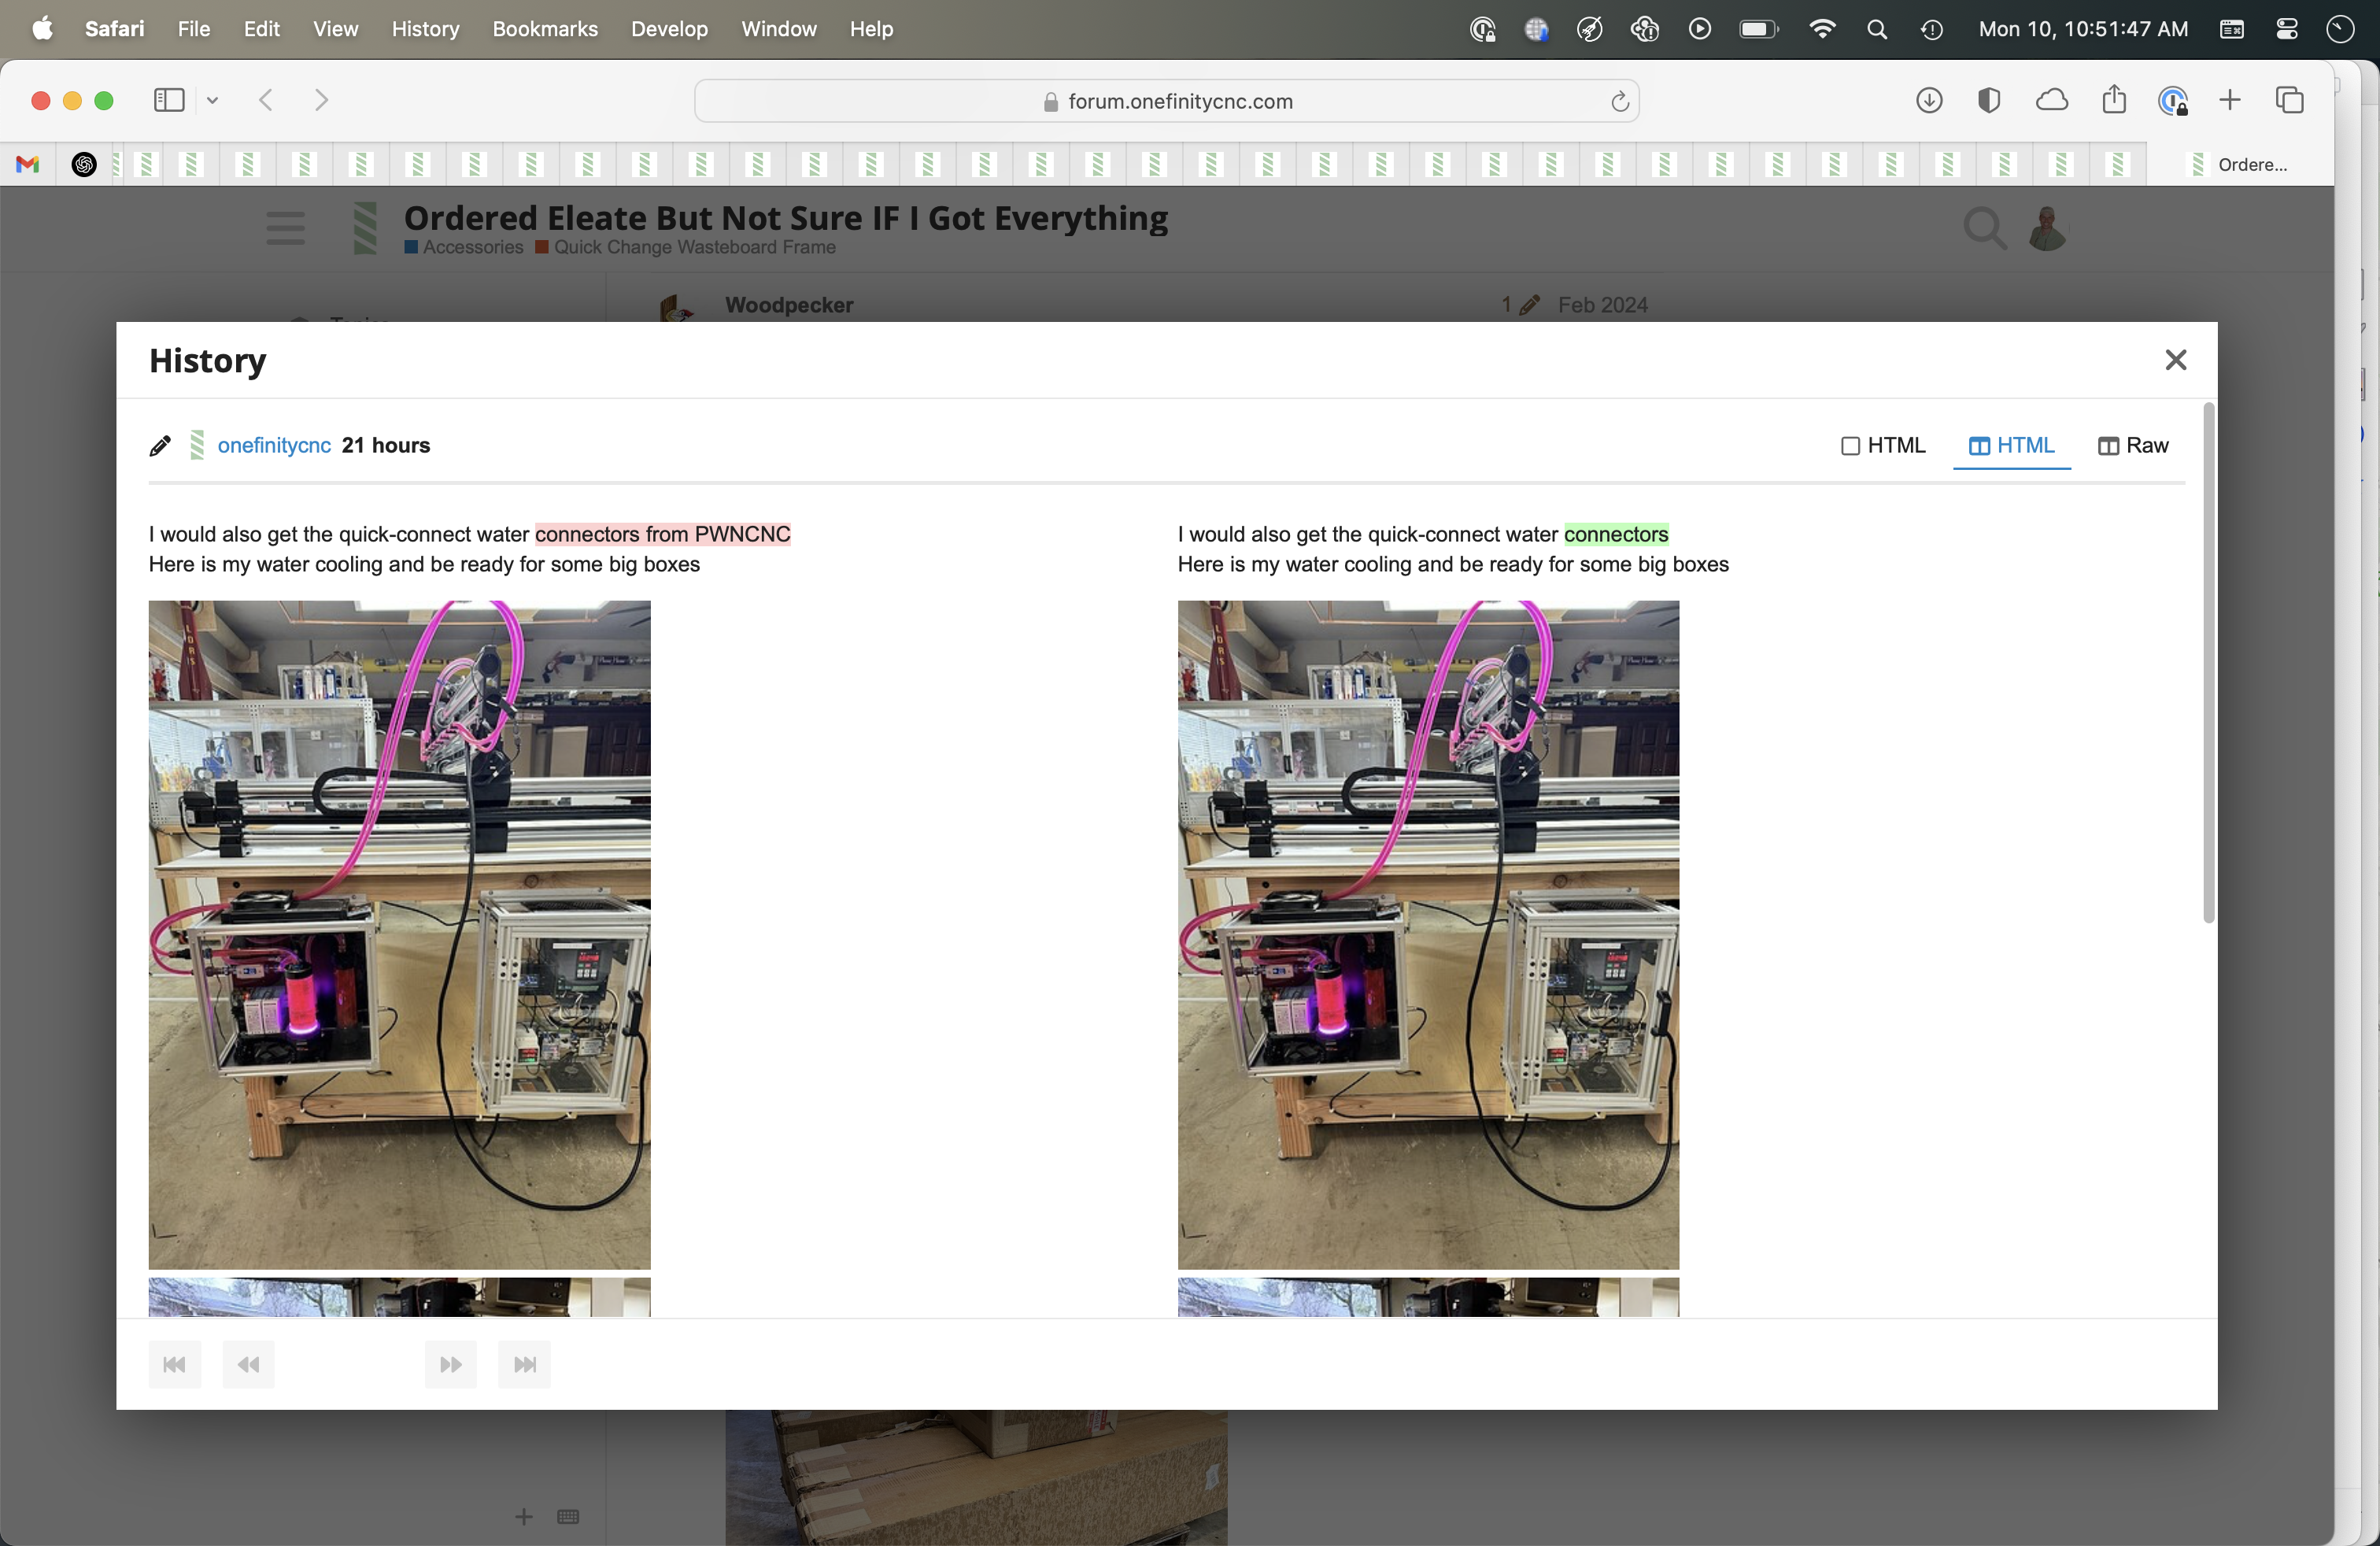 Safari File Edit View History Bookmarks Develop Window Help Mon 10, 10:51:47 AM
forum.onefinitycnc.com
Ordere...
Ordered Eleate But Not Sure IF I Got Everything
Accessories Quick Change Wasteboard Frame
Woodpecker 1 Feb 2024
History
onefinitycnc 21 hours HTML HTML Raw
I would also get the quick-connect water connectors from PWNCNC
Here is my water cooling and be ready for some big boxes
I would also get the quick-connect water connectors
Here is my water cooling and be ready for some big boxes